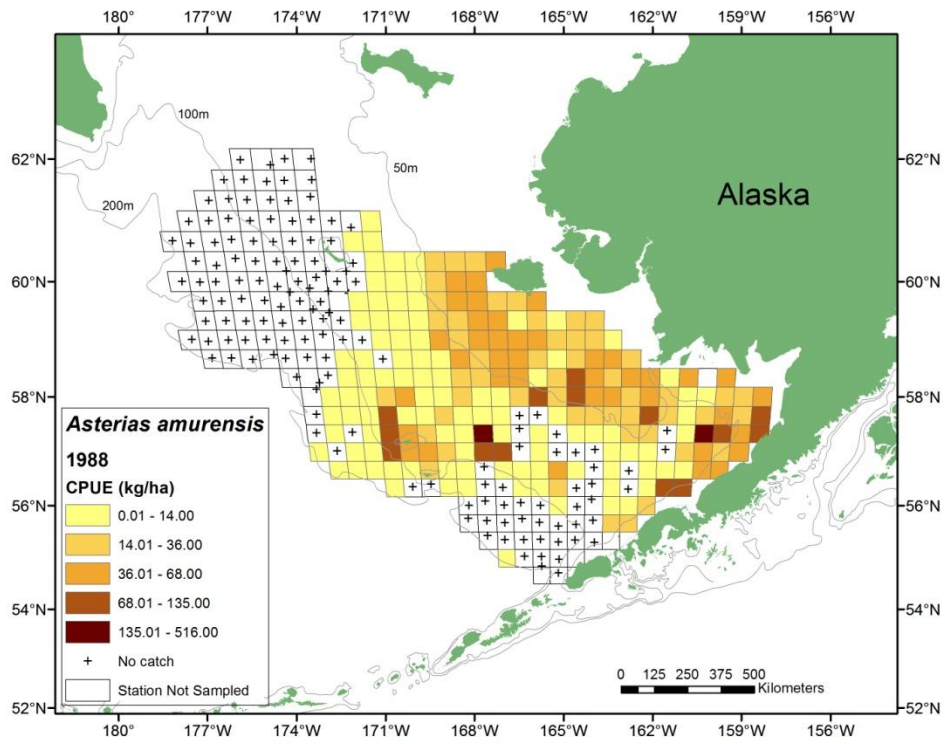 180° 177°W 174°W 171°W 168°W 165°W 162°W 159°W 156°W
100m
50m
62°N 62°N
200m
Alaska
60°N 60°N
58°N 58°N
Asterias amurensis
1988
CPUE (kg/ha)
0.01 - 14.00
14.01 - 36.00
36.01 - 68.00
68.01 - 135.00
135.01 - 516.00
+ No catch
Station Not Sampled
56°N 56°N
54°N 54°N
0 125 250 375 500
Kilometers
52°N 52°N
180° 177°W 174°W 171°W 168°W 165°W 162°W 159°W 156°W